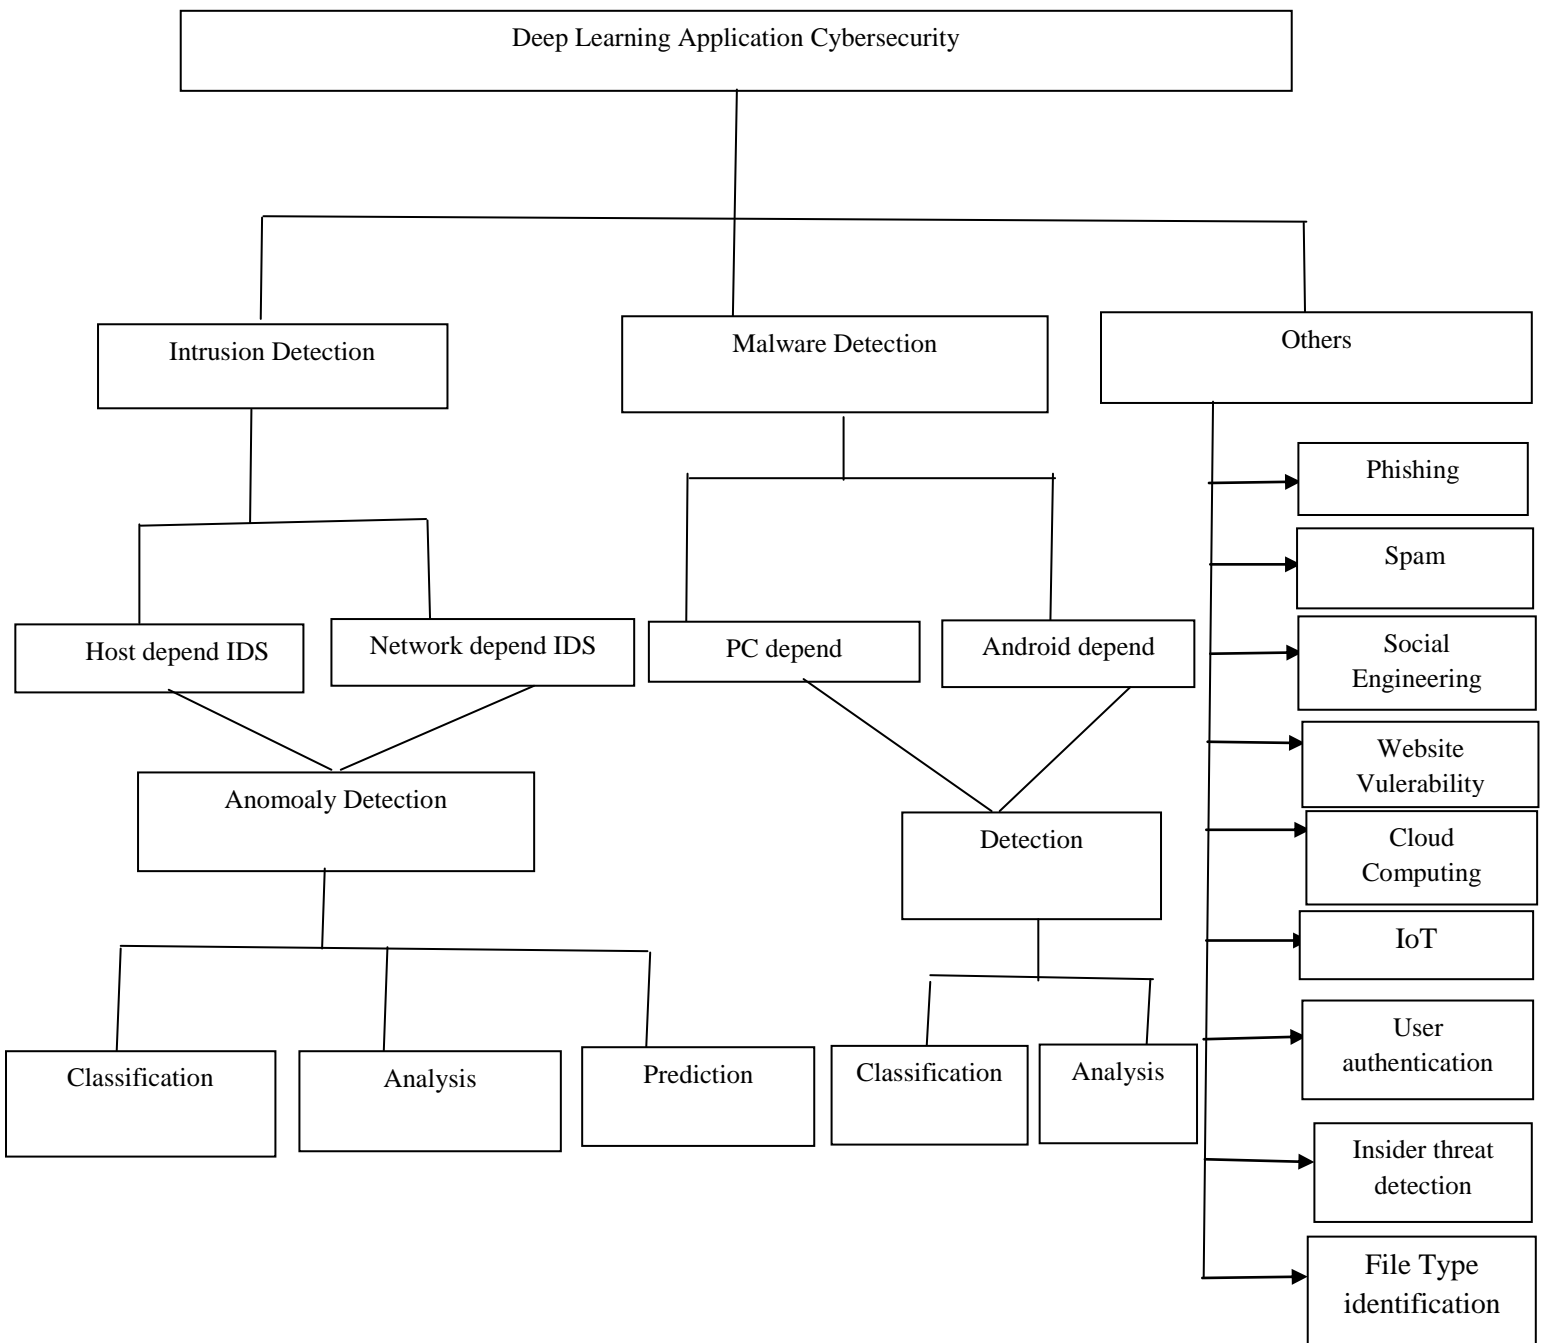 Deep Learning Application Cybersecurity
Intrusion Detection
Malware Detection
Others
Host depend IDS
Network depend IDS
PC depend
Android depend
Anomoaly Detection
Detection
Classification
Analysis
Prediction
Classification
Analysis
Phishing
Spam
Social
Engineering
Website
Vulerability
Cloud
Computing
IoT
User
authentication
Insider threat
detection
File Type
identification